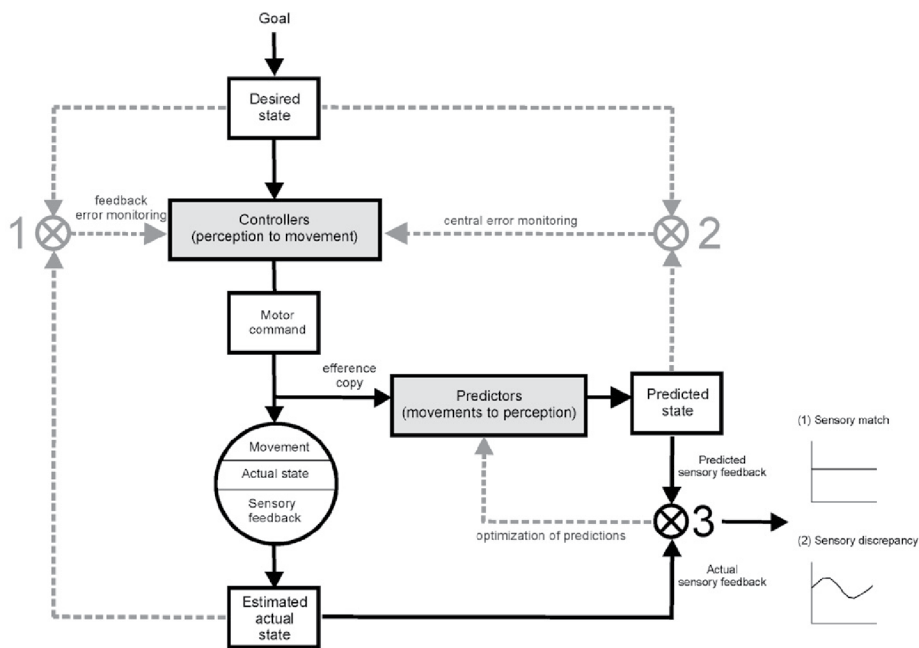 Goal
Desired
state
feedback
error monitoring
1
Controllers
(perception to movement)
central error monitoring
2
Motor
command
efference
copy
Predictors
(movements to perception)
Predicted
state
Movement
Actual state
Sensory
feedback
Predicted
sensory feedback
3
optimization of predictions
Actual
sensory feedback
Estimated
actual
state
(1) Sensory match
(2) Sensory discrepancy